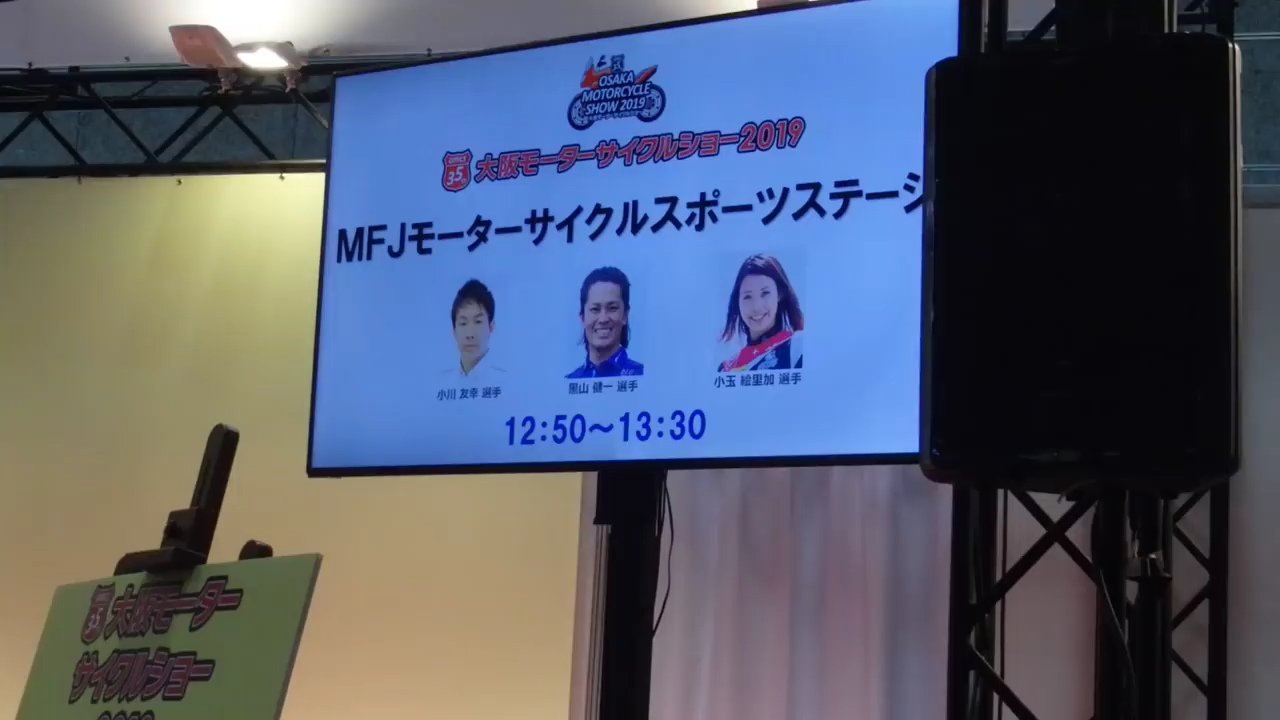 OSAKA
MOTORCYCLE
SHOW 2019
35 大阪モーターサイクルショー2019
MFJモーターサイクルスポーツステージ
小川 友幸 選手
黒山 健一 選手
小玉 絵里加 選手
12:50～13:30
35 大阪モーター
サイクルショー